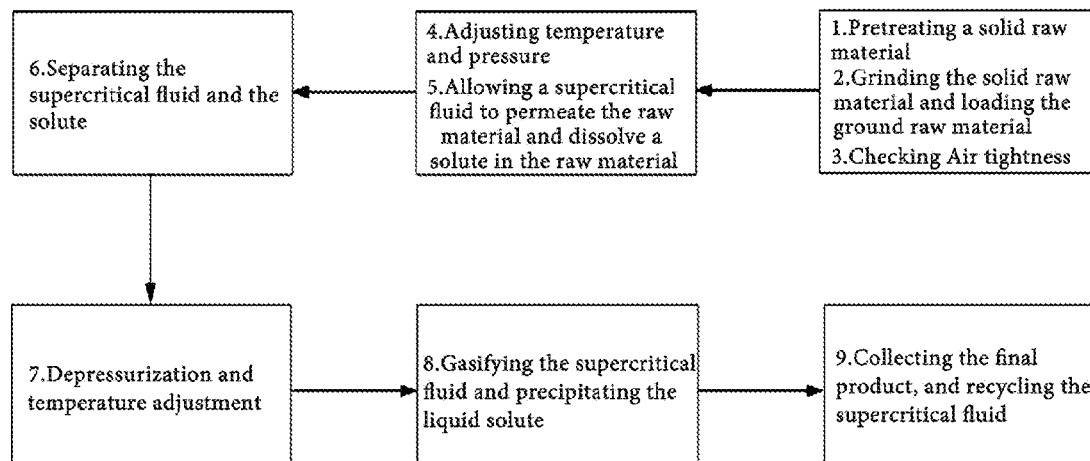 1.Pretreating a solid raw
material
2.Grinding the solid raw
material and loading the
ground raw material
3.Checking Air tightness
4.Adjusting temperature
and pressure
5.Allowing a supercritical
fluid to permeate the raw
material and dissolve a
solute in the raw material
6.Separating the
supercritical fluid and the
solute
7.Depressurization and
temperature adjustment
8.Gasifying the supercritical
fluid and precipitating the
liquid solute
9.Collecting the final
product, and recycling the
supercritical fluid